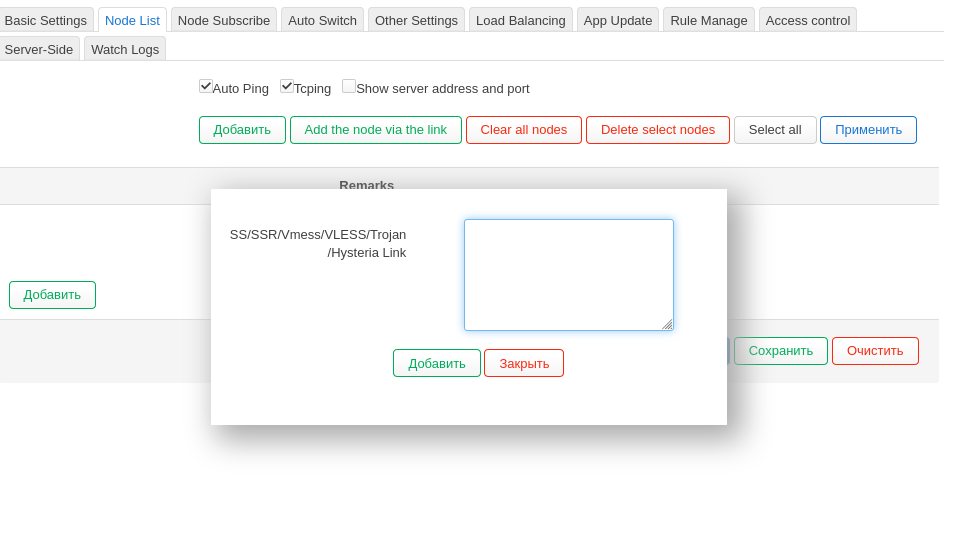 Basic Settings Node List Node Subscribe Auto Switch Other Settings Load Balancing App Update Rule Manage Access control
Server-Side Watch Logs
Auto Ping Tcping Show server address and port
Добавить Add the node via the link Clear all nodes Delete select nodes Select all Применить
Remarks
SS/SSR/Vmess/VLESS/Trojan
/Hysteria Link
Добавить
Сохранить Очистить
Добавить Закрыть